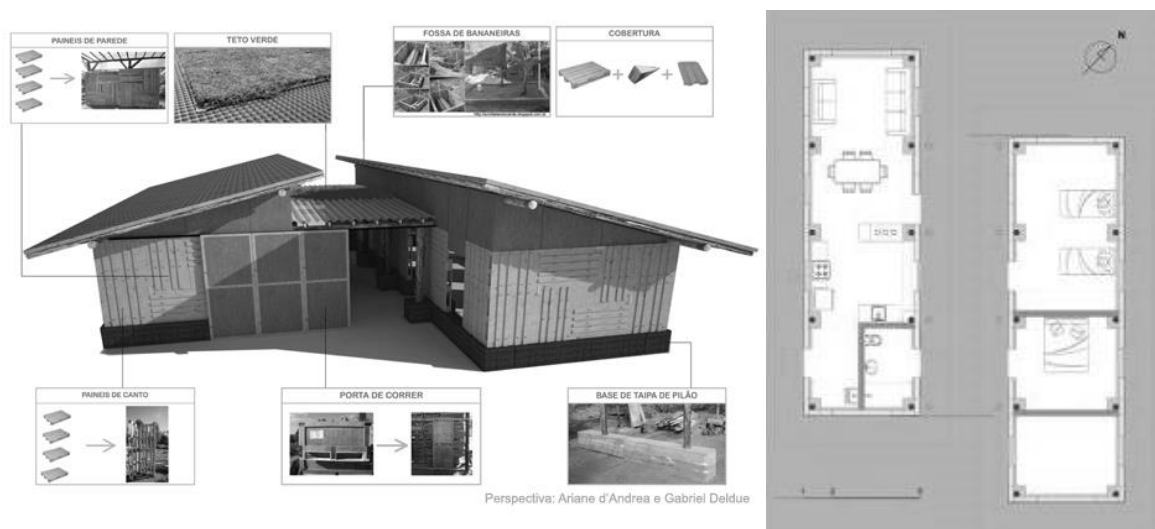 PAINEIS DE PAREDE
TETO VERDE
FOSSA DE BANANEIRAS
COBERTURA
PAINEIS DE CANTO
PORTA DE CORRER
BASE DE TAIPA DE PILÃO
Perspectiva: Ariane d'Andrea e Gabriel Deldue
N